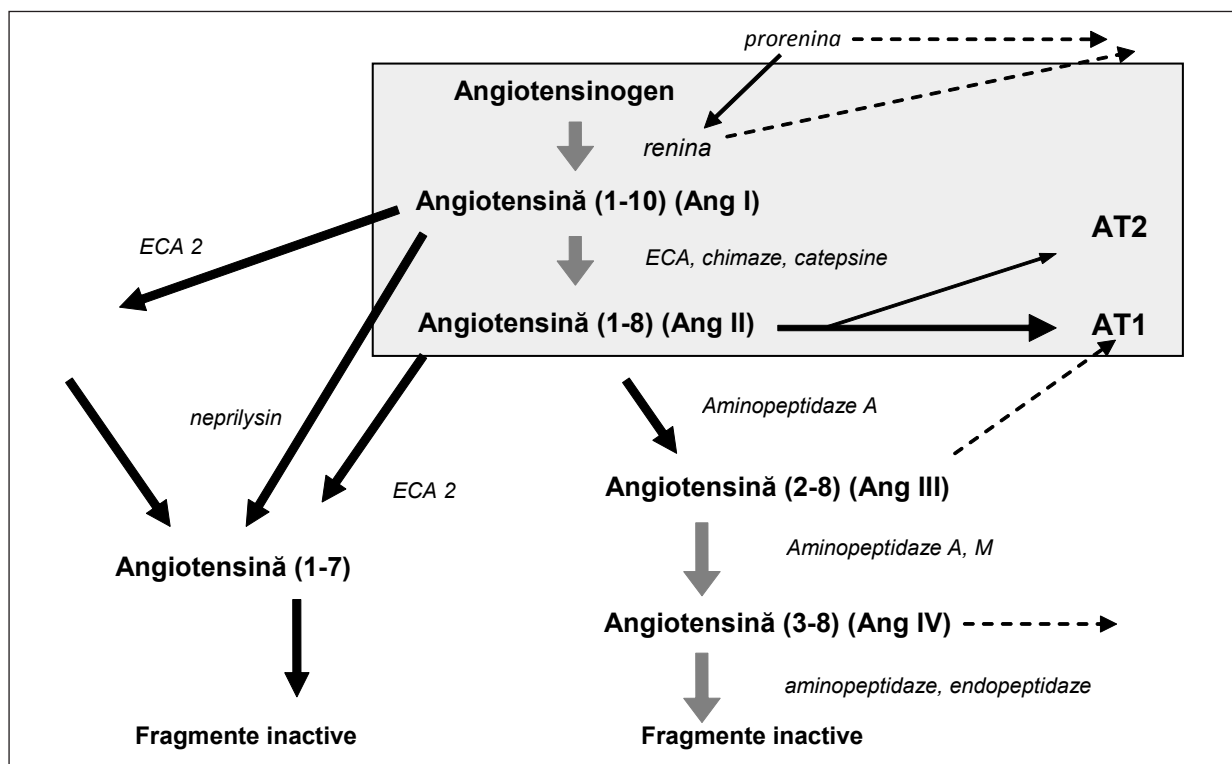 prorenina
Angiotensinogen
renina
Angiotensină (1-10) (Ang I)
AT2
ECA 2
ECA, chimaze, catepsine
Angiotensină (1-8) (Ang II)
AT1
neprilysin
Aminopeptidaze A
ECA 2
Angiotensină (2-8) (Ang III)
Angiotensină (1-7)
Aminopeptidaze A, M
Angiotensină (3-8) (Ang IV)
aminopeptidaze, endopeptidaze
Fragmente inactive
Fragmente inactive